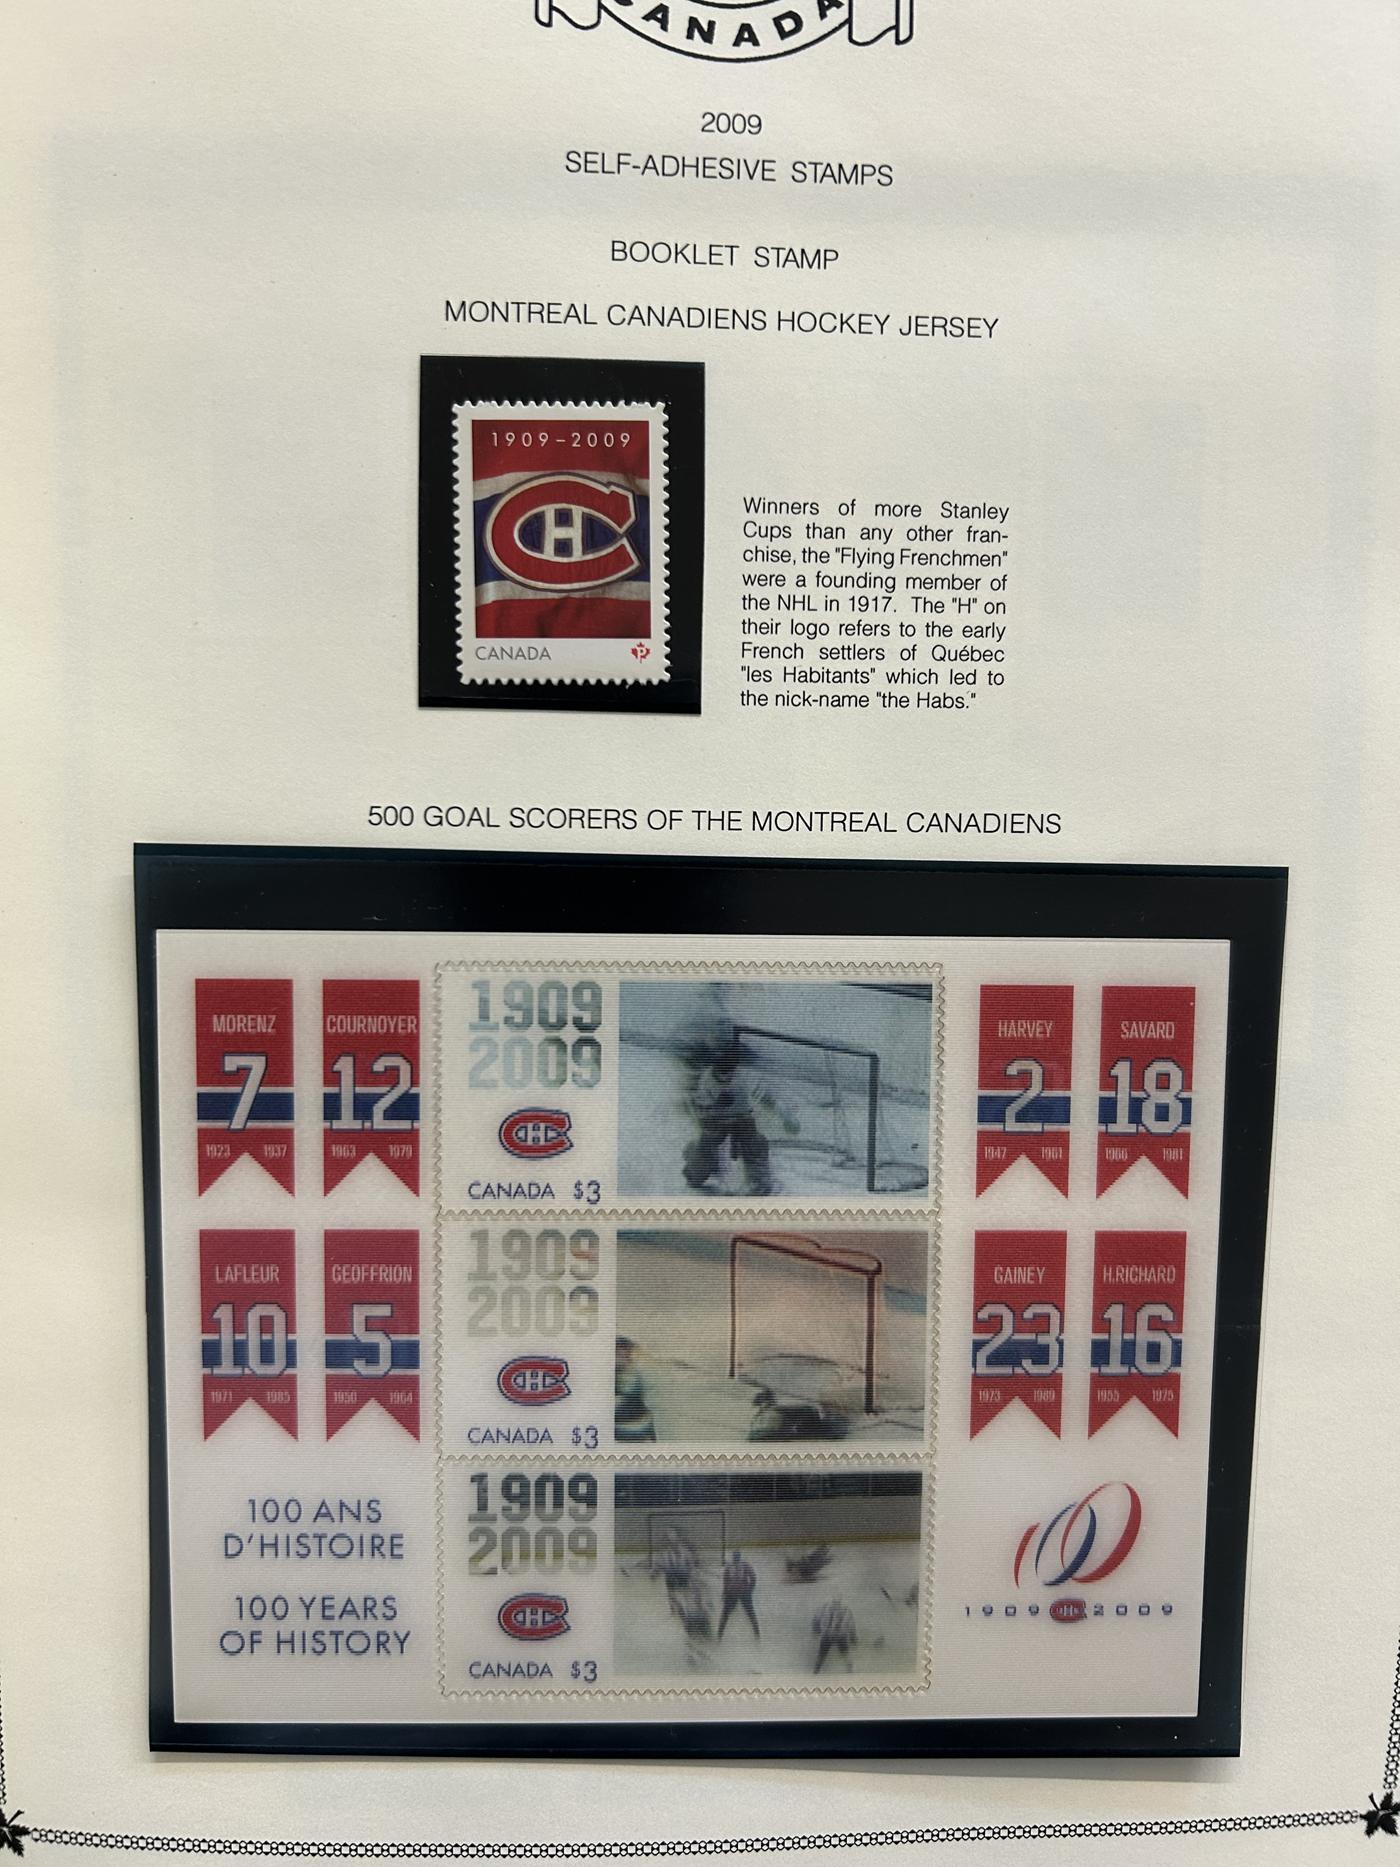 CANADA
2009
SELF-ADHESIVE STAMPS
BOOKLET STAMP
MONTREAL CANADIENS HOCKEY JERSEY
1909-2009
CANADA
P
Winners of more Stanley
Cups than any other fran-
chise, the "Flying Frenchmen"
were a founding member of
the NHL in 1917. The "H" on
their logo refers to the early
French settlers of Québec
"les Habitants" which led to
the nick-name "the Habs."
500 GOAL SCORERS OF THE MONTREAL CANADIENS
MORENZ
7
1923 1937
COURNOYER
12
1963 1979
LAFLEUR
10
1971 1985
GEOFFRION
5
1950 1964
100 ANS
D'HISTOIRE
100 YEARS
OF HISTORY
1909
2009
CH
CANADA $3
1909
2009
CH
CANADA $3
1909
2009
CH
CANADA $3
HARVEY
2
1947 1961
SAVARD
18
1966 1981
GAINEY
23
1973 1989
H.RICHARD
16
1955 1975
100
1909 CH 2009